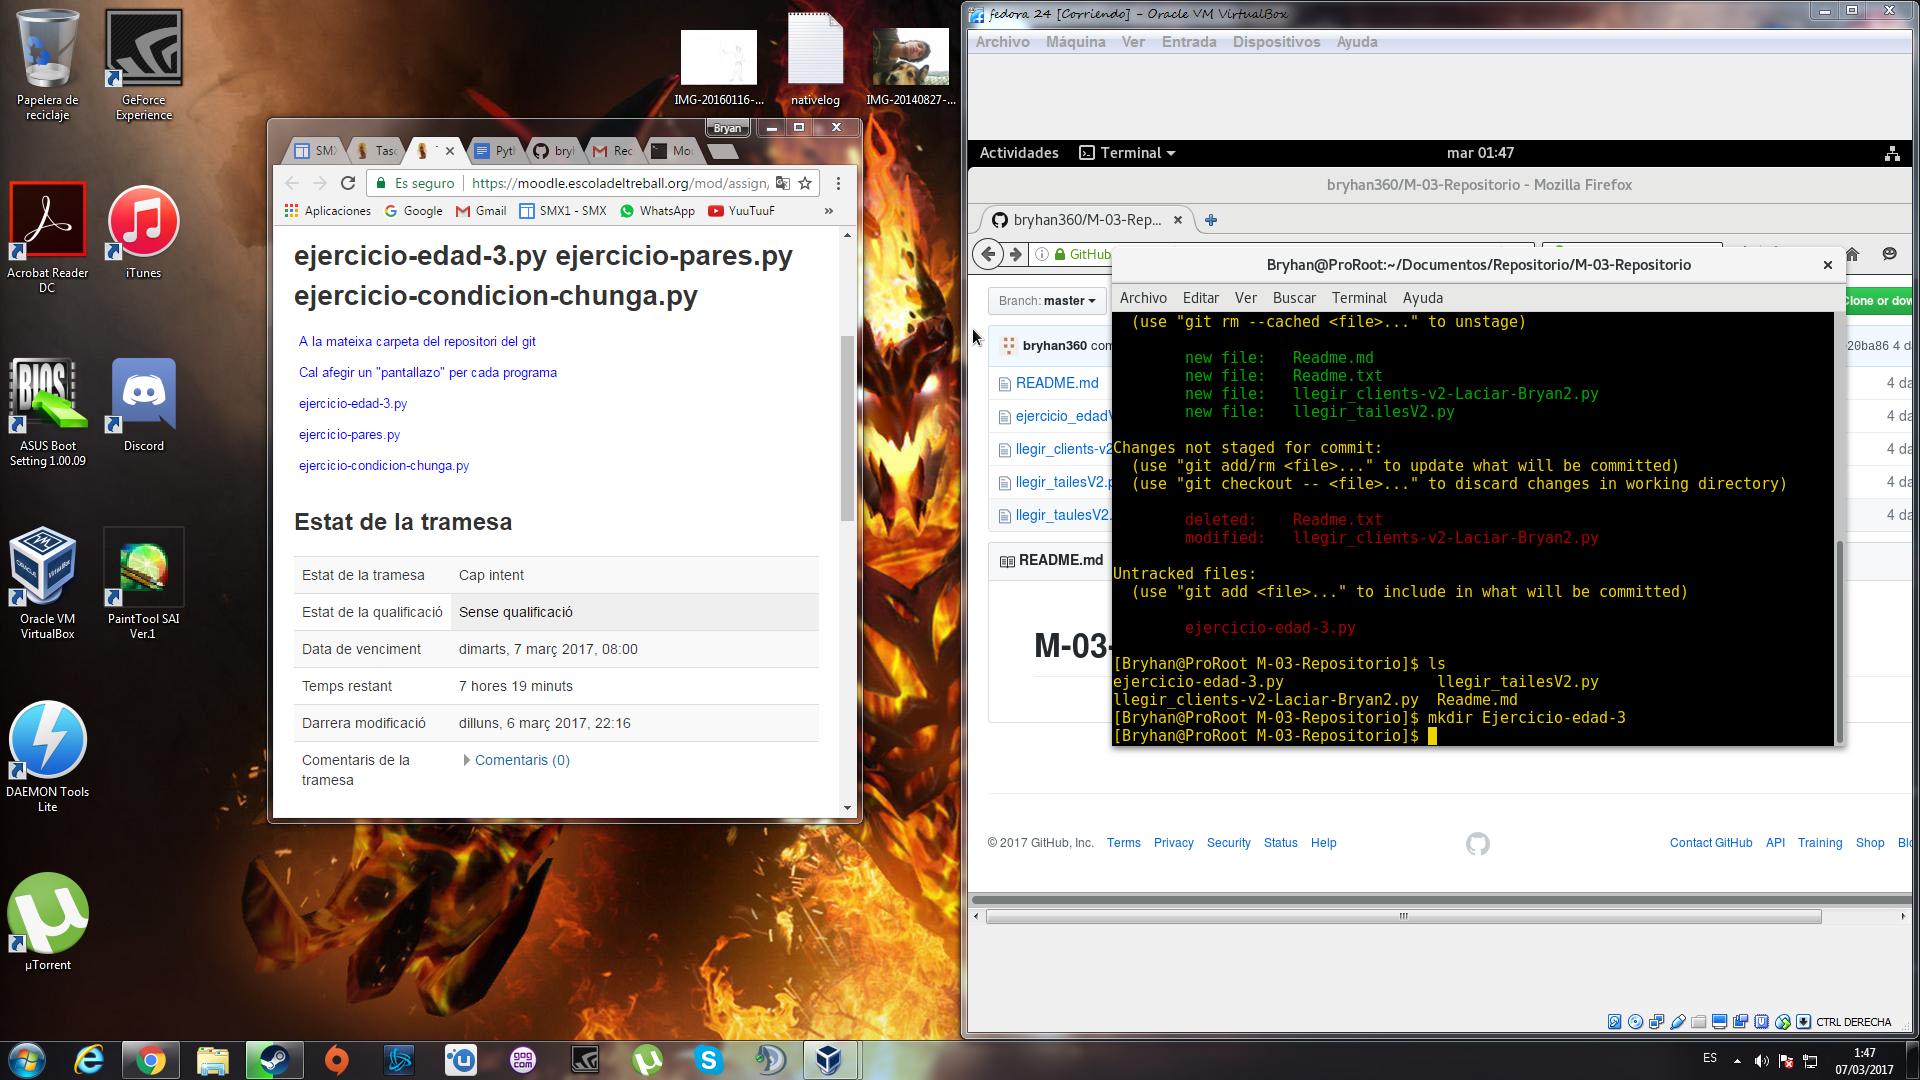 Papelera de reciclaje
GeForce Experience
IMG-20160116-...
nativelog
IMG-20140827-...
Acrobat Reader DC
iTunes
ASUS Boot Setting 1.00.09
Discord
Oracle VM VirtualBox
PaintTool SAI Ver.1
DAEMON Tools Lite
µTorrent
Bryan
SMX
Tasc
Pyt
bryl
Rec
Mo
Es seguro
https://moodle.escoladeltreball.org/mod/assign,
Aplicaciones
Google
Gmail
SMX1 - SMX
WhatsApp
YuuTuuF
»
ejercicio-edad-3.py ejercicio-pares.py
ejercicio-condicion-chunga.py
A la mateixa carpeta del repositori del git
Cal afegir un "pantallazo" per cada programa
ejercicio-edad-3.py
ejercicio-pares.py
ejercicio-condicion-chunga.py
Estat de la tramesa
Estat de la tramesa Cap intent
Estat de la qualificació Sense qualificació
Data de venciment dimarts, 7 març 2017, 08:00
Temps restant 7 hores 19 minuts
Darrera modificació dilluns, 6 març 2017, 22:16
Comentaris de la tramesa Comentaris (0)
fedora 24 [Corriendo] - Oracle VM VirtualBox
Archivo Máquina Ver Entrada Dispositivos Ayuda
Actividades Terminal mar 01:47
bryhan360/M-03-Repositorio - Mozilla Firefox
bryhan360/M-03-Rep...
GitHub
Branch: master
Clone or dow
bryhan360 com
20ba86 4 da
README.md 4 da
ejercicio_edadV 4 da
llegir_clients-v2 4 da
llegir_tailesV2.p 4 da
llegir_taulesV2. 4 da
README.md
M-03-
Bryhan@ProRoot:~/Documentos/Repositorio/M-03-Repositorio
Archivo Editar Ver Buscar Terminal Ayuda
(use "git rm --cached <file>..." to unstage)
new file: Readme.md
new file: Readme.txt
new file: llegir_clients-v2-Laciar-Bryan2.py
new file: llegir_tailesV2.py
Changes not staged for commit:
(use "git add/rm <file>..." to update what will be committed)
(use "git checkout -- <file>..." to discard changes in working directory)
deleted: Readme.txt
modified: llegir_clients-v2-Laciar-Bryan2.py
Untracked files:
(use "git add <file>..." to include in what will be committed)
ejercicio-edad-3.py
[Bryhan@ProRoot M-03-Repositorio]$ ls
ejercicio-edad-3.py llegir_tailesV2.py
llegir_clients-v2-Laciar-Bryan2.py Readme.md
[Bryhan@ProRoot M-03-Repositorio]$ mkdir Ejercicio-edad-3
[Bryhan@ProRoot M-03-Repositorio]$
© 2017 GitHub, Inc. Terms Privacy Security Status Help
Contact GitHub API Training Shop Blo
CTRL DERECHA
gog com
ES
1:47
07/03/2017